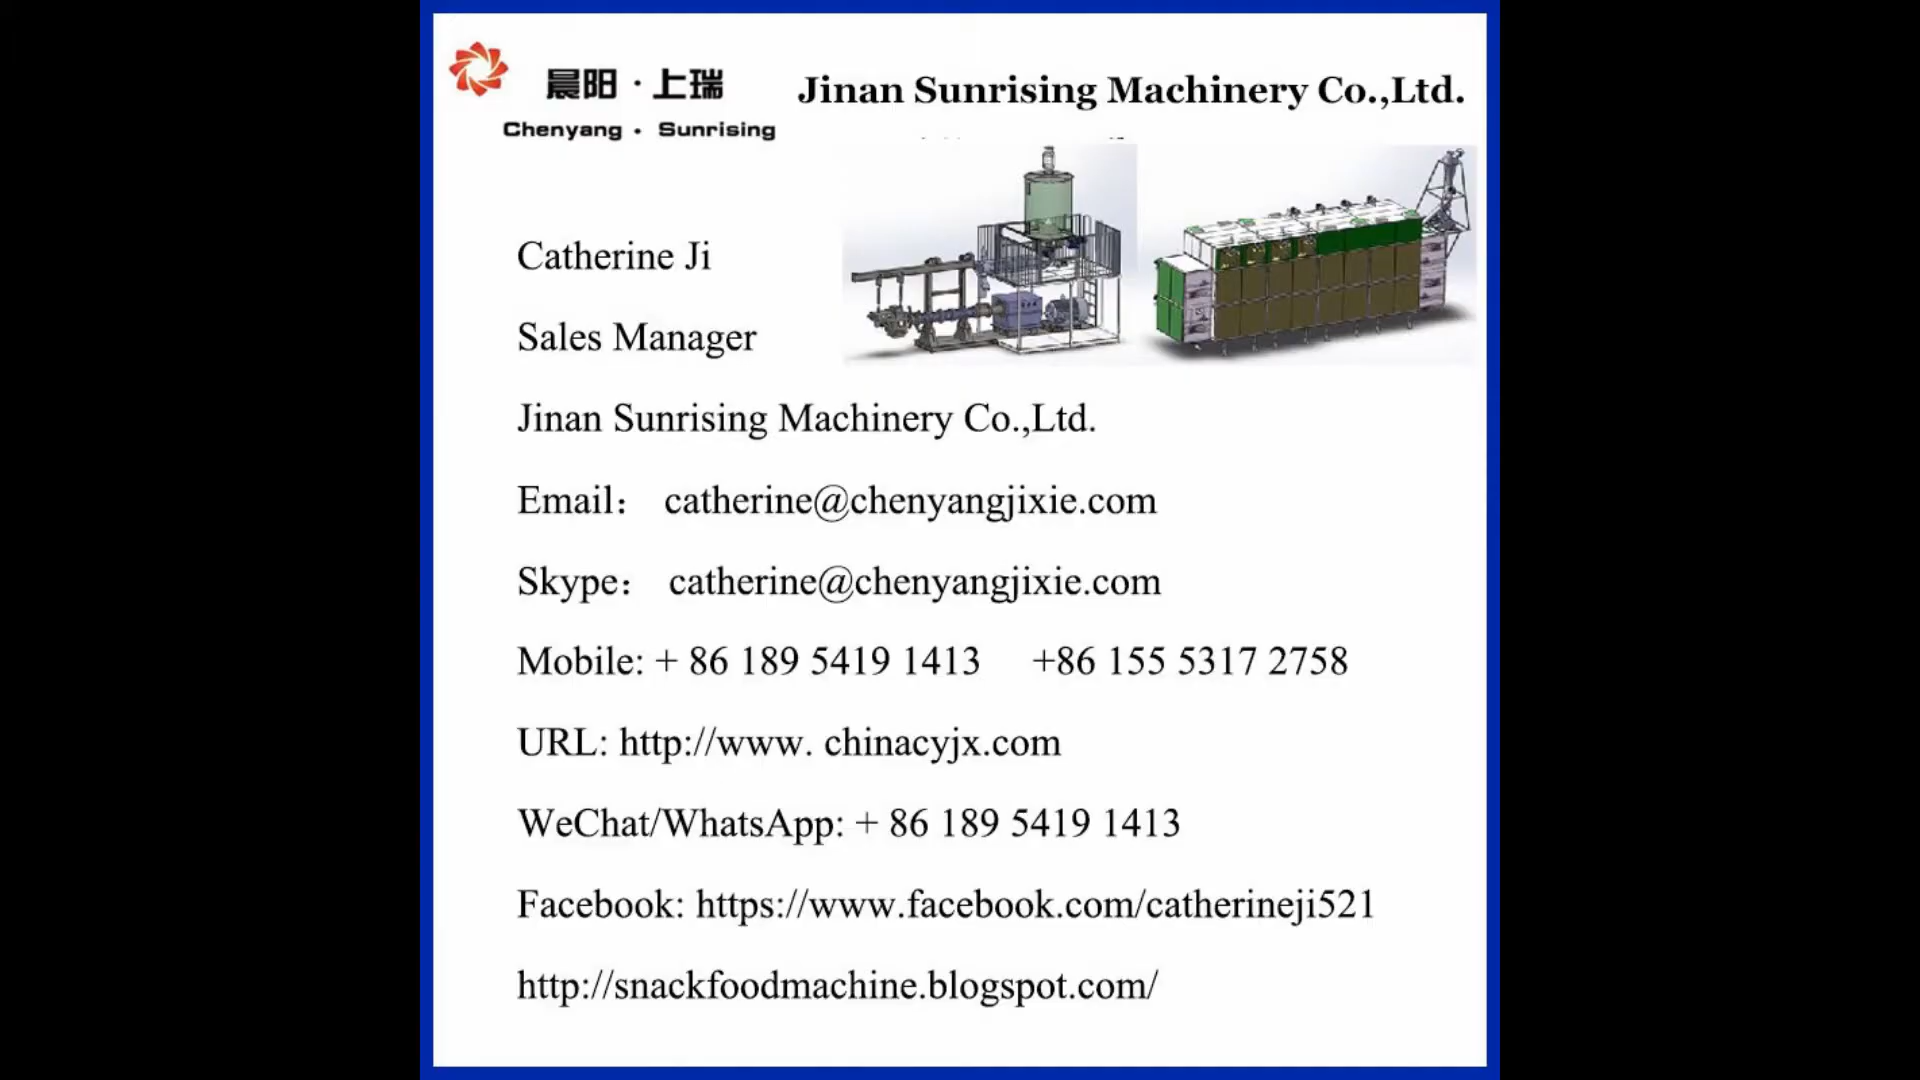 晨阳·上瑞
Chenyang · Sunrising
Jinan Sunrising Machinery Co.,Ltd.
Catherine Ji
Sales Manager
Jinan Sunrising Machinery Co.,Ltd.
Email： catherine@chenyangjixie.com
Skype： catherine@chenyangjixie.com
Mobile: + 86 189 5419 1413 +86 155 5317 2758
URL: http://www. chinacyjx.com
WeChat/WhatsApp: + 86 189 5419 1413
Facebook: https://www.facebook.com/catherineji521
http://snackfoodmachine.blogspot.com/